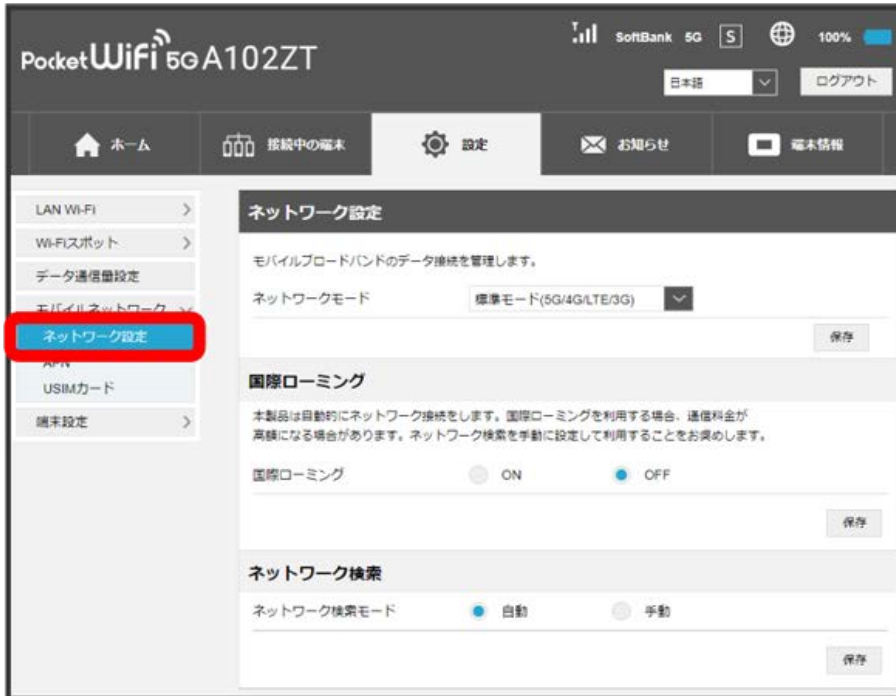 Pocket WiFi 5G A102ZT
SoftBank 5G S 100%
日本語 ログアウト
ホーム 接続中の端末 設定 お知らせ 端末情報
LAN Wi-Fi
Wi-Fiスポット
データ通信量設定
モバイルネットワーク
ネットワーク設定
APN
USIMカード
端末設定
ネットワーク設定
モバイルブロードバンドのデータ接続を管理します。
ネットワークモード 標準モード(5G/4G/LTE/3G)
保存
国際ローミング
本製品は自動的にネットワーク接続をします。国際ローミングを利用する場合、通信料金が
高額になる場合があります。ネットワーク検索を手動に設定して利用することをお奨めします。
国際ローミング ON OFF
保存
ネットワーク検索
ネットワーク検索モード 自動 手動
保存